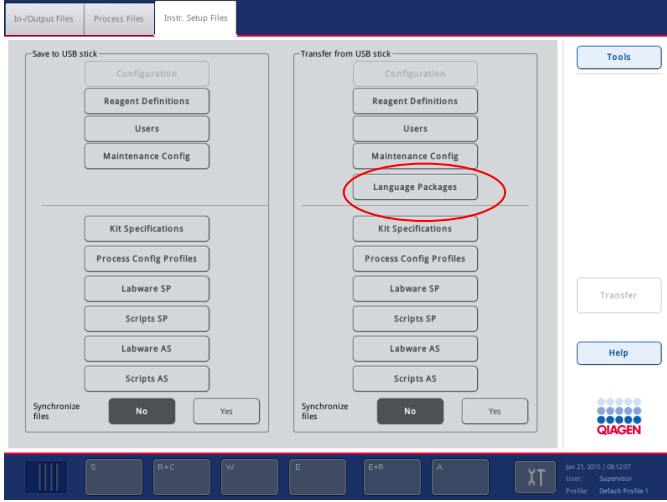 In-/Output Files
Process Files
Instr. Setup Files
Save to USB stick
Configuration
Reagent Definitions
Users
Maintenance Config
Kit Specifications
Process Config Profiles
Labware SP
Scripts SP
Labware AS
Scripts AS
Synchronize
files
No
Yes
Transfer from USB stick
Configuration
Reagent Definitions
Users
Maintenance Config
Language Packages
Kit Specifications
Process Config Profiles
Labware SP
Scripts SP
Labware AS
Scripts AS
Synchronize
files
No
Yes
Tools
Transfer
Help
QIAGEN
S
R+C
W
E
E+R
A
Jan 21, 2015 | 08:12:07
User: Supervisor
Profile: Default Profile 1